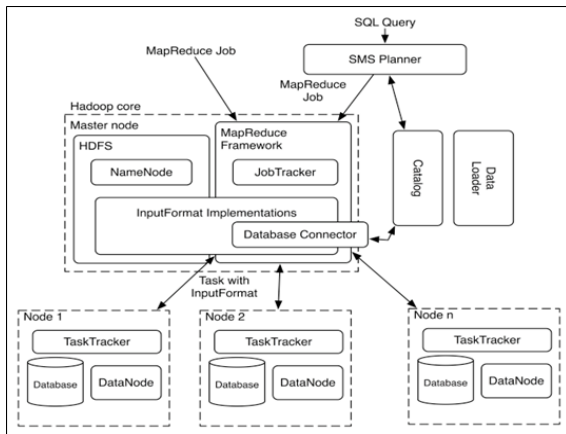 SQL Query
SMS Planner
MapReduce Job
MapReduce
Job
Hadoop core
Master node
HDFS
MapReduce
Framework
NameNode
JobTracker
InputFormat Implementations
Database Connector
Catalog
Data
Loader
Task with
InputFormat
Node 1
TaskTracker
Database
DataNode
Node 2
TaskTracker
Database
DataNode
Node n
TaskTracker
Database
DataNode